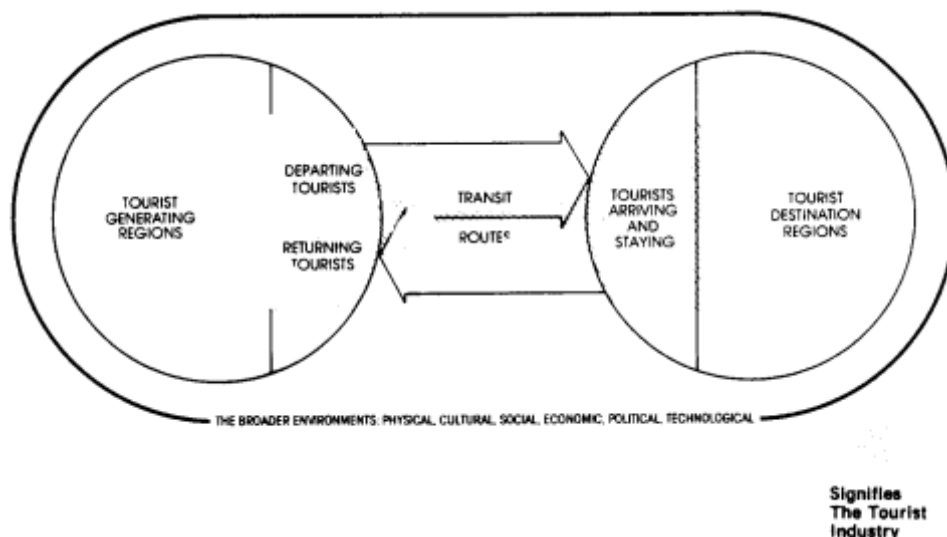 TOURIST
GENERATING
REGIONS
DEPARTING
TOURISTS
RETURNING
TOURISTS
TRANSIT
ROUTES
TOURISTS
ARRIVING
AND
STAYING
TOURIST
DESTINATION
REGIONS
THE BROADER ENVIRONMENTS: PHYSICAL, CULTURAL, SOCIAL, ECONOMIC, POLITICAL, TECHNOLOGICAL
Signifies
The Tourist
Industry